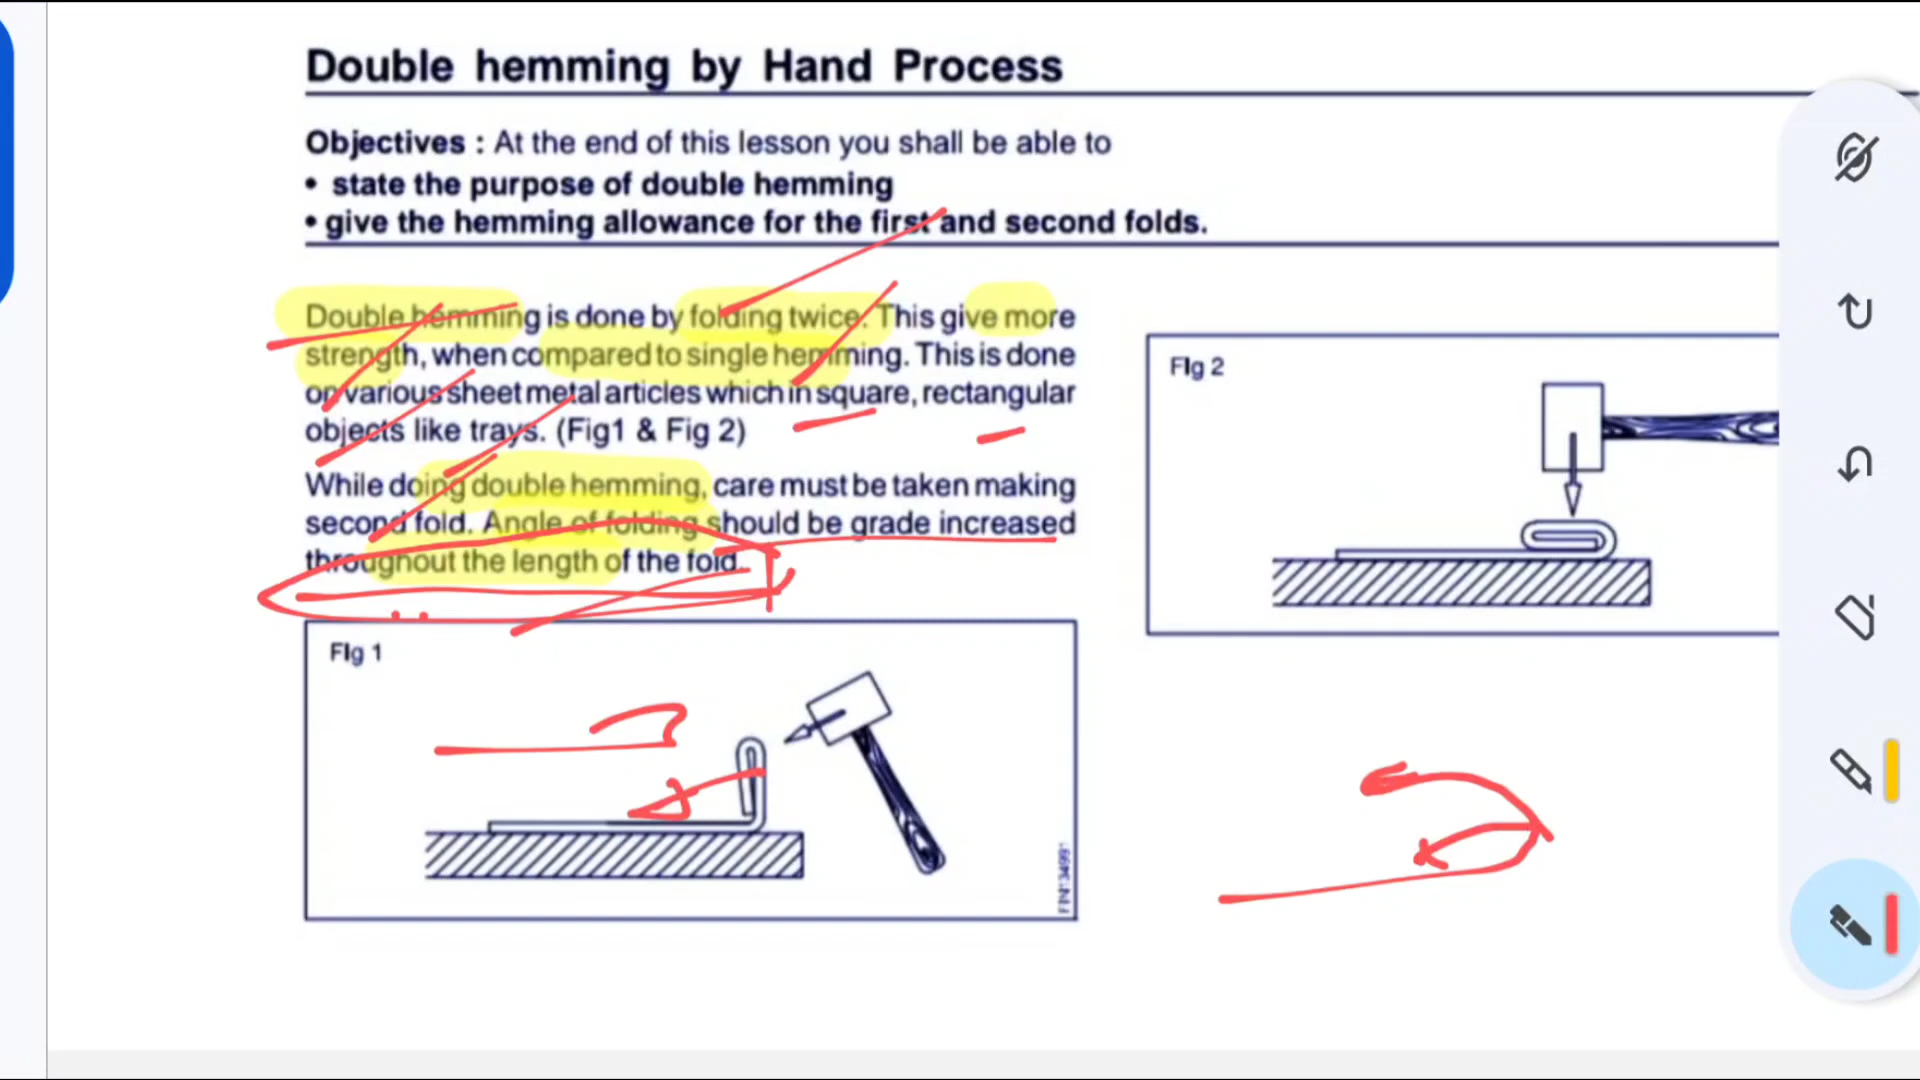 Double hemming by Hand Process
Objectives : At the end of this lesson you shall be able to
• state the purpose of double hemming
• give the hemming allowance for the first and second folds.
Double hemming is done by folding twice. This give more
strength, when compared to single hemming. This is done
on various sheet metal articles which in square, rectangular
objects like trays. (Fig1 & Fig 2)
While doing double hemming, care must be taken making
second fold. Angle of folding should be grade increased
throughout the length of the fold.
Fig 1
Fig 2